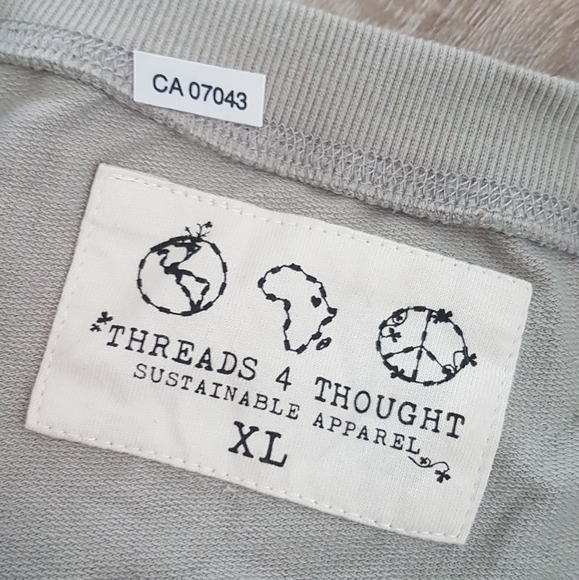 CA 07043
THREADS 4 THOUGHT
SUSTAINABLE APPAREL
XL